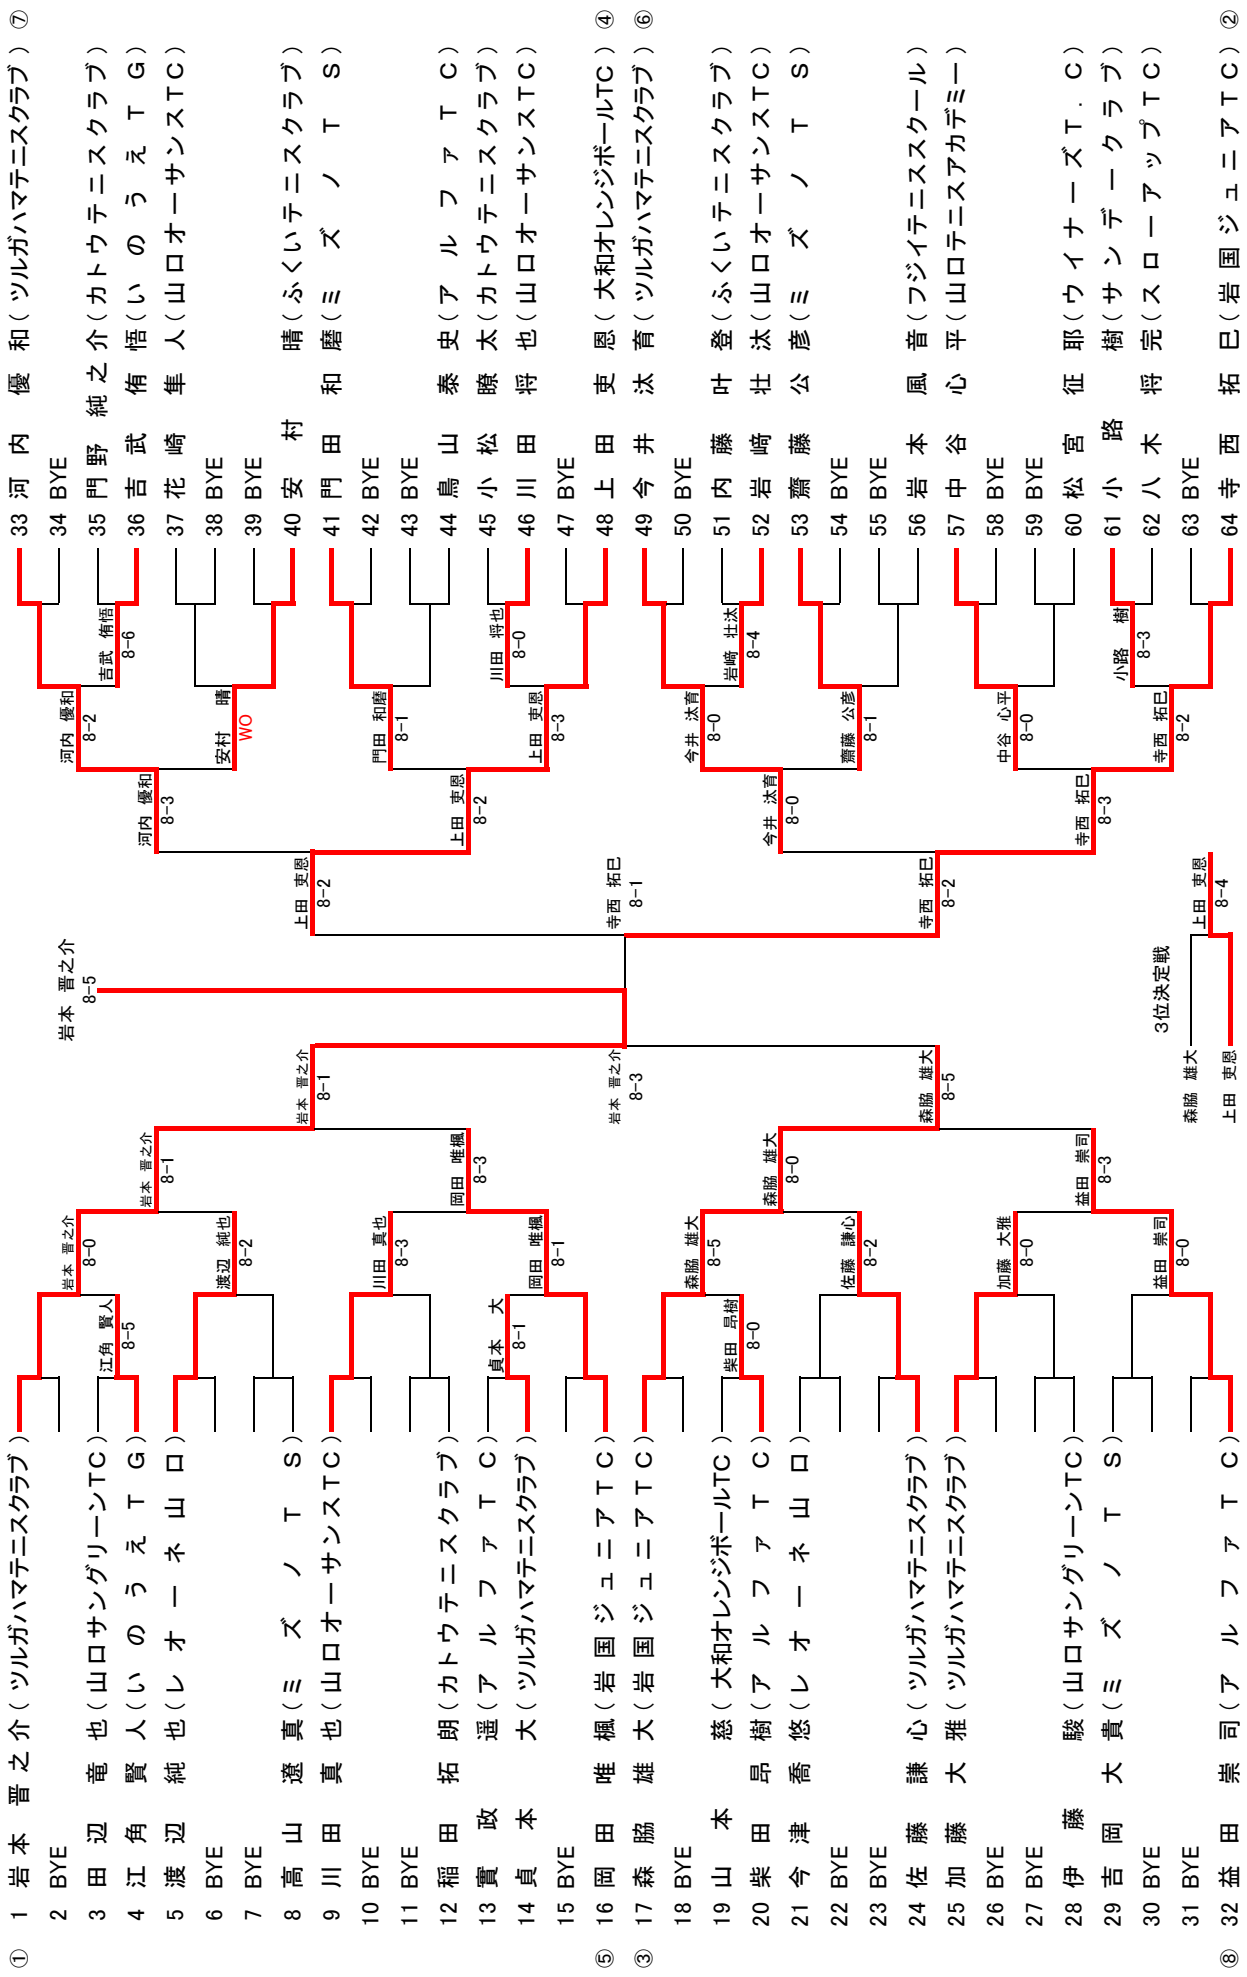 ① 1 岩本 晋之介 (ツルガハマテニスクラブ)
2 BYE
3 田辺 竜也 (山口サングリーンTC)
4 江角 賢人 (いのうえTG)
5 渡辺 純也 (レオーネ山口)
6 BYE
7 BYE
8 高山 遼真 (ミズノTS)
9 川田 真也 (山口オーサンスTC)
10 BYE
11 BYE
12 稲田 拓朗 (カトウテニスクラブ)
13 實政 遥 (アルファTC)
14 貞本 大 (ツルガハマテニスクラブ)
15 BYE
⑤ 16 岡田 唯楓 (岩国ジュニアTC)
③ 17 森脇 雄大 (岩国ジュニアTC)
18 BYE
19 山本 慈 (大和オレンジボールTC)
20 柴田 昂樹 (アルファTC)
21 今津 喬悠 (レオーネ山口)
22 BYE
23 BYE
24 佐藤 謙心 (ツルガハマテニスクラブ)
25 加藤 大雅 (ツルガハマテニスクラブ)
26 BYE
27 BYE
28 伊藤 駿 (山口サングリーンTC)
29 吉岡 大貴 (ミズノTS)
30 BYE
31 BYE
⑧ 32 益田 崇司 (アルファTC)
江角 賢人
8-5
貞本 大
8-1
柴田 昂樹
8-0
岩本 晋之介
8-0
渡辺 純也
8-2
川田 真也
8-3
岡田 唯楓
8-1
森脇 雄大
8-5
佐藤 謙心
8-2
加藤 大雅
8-0
益田 崇司
8-0
岩本 晋之介
8-1
岡田 唯楓
8-3
森脇 雄大
8-0
益田 崇司
8-3
岩本 晋之介
8-1
森脇 雄大
8-5
岩本 晋之介
8-3
岩本 晋之介
8-5
3位決定戦
森脇 雄大
上田 吏恩
上田 吏恩
8-4
寺西 拓巳
8-1
上田 吏恩
8-2
寺西 拓巳
8-2
河内 優和
8-3
上田 吏恩
8-2
今井 汰育
8-0
寺西 拓巳
8-3
河内 優和
8-2
安村 晴
WO
門田 和磨
8-1
上田 吏恩
8-3
今井 汰育
8-0
齋藤 公彦
8-1
中谷 心平
8-0
寺西 拓巳
8-2
吉武 侑悟
8-6
川田 将也
8-0
岩﨑 壮汰
8-4
小路 樹
8-3
33 河内 優和 (ツルガハマテニスクラブ) ⑦
34 BYE
35 門野 純之介 (カトウテニスクラブ)
36 吉武 侑悟 (いのうえTG)
37 花崎 隼人 (山口オーサンスTC)
38 BYE
39 BYE
40 安村 晴 (ふくいテニスクラブ)
41 門田 和磨 (ミズノTS)
42 BYE
43 BYE
44 鳥山 泰史 (アルファTC)
45 小松 瞭太 (カトウテニスクラブ)
46 川田 将也 (山口オーサンスTC)
47 BYE
48 上田 吏恩 (大和オレンジボールTC) ④
49 今井 汰育 (ツルガハマテニスクラブ) ⑥
50 BYE
51 内藤 叶登 (ふくいテニスクラブ)
52 岩﨑 壮汰 (山口オーサンスTC)
53 齋藤 公彦 (ミズノTS)
54 BYE
55 BYE
56 岩本 風音 (フジイテニススクール)
57 中谷 心平 (山口テニスアカデミー)
58 BYE
59 BYE
60 松宮 征耶 (ウイナーズT.C)
61 小路 樹 (サンデークラブ)
62 八木 将完 (スローアップTC)
63 BYE
64 寺西 拓巳 (岩国ジュニアTC) ②